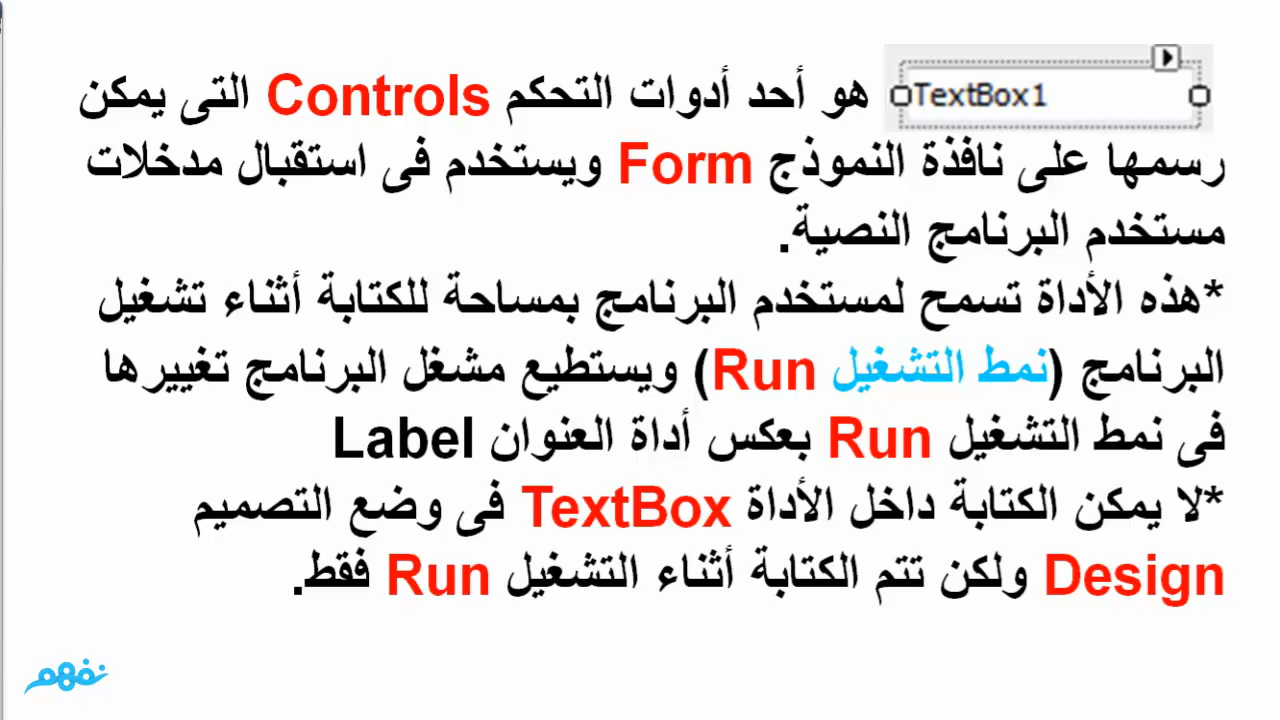 TextBox1 هو أحد أدوات التحكم Controls التى يمكن
رسمها على نافذة النموذج Form ويستخدم فى استقبال مدخلات
مستخدم البرنامج النصية.
*هذه الأداة تسمح لمستخدم البرنامج بمساحة للكتابة أثناء تشغيل
البرنامج (نمط التشغيل Run) ويستطيع مشغل البرنامج تغييرها
فى نمط التشغيل Run بعكس أداة العنوان Label
*لا يمكن الكتابة داخل الأداة TextBox فى وضع التصميم
Design ولكن تتم الكتابة أثناء التشغيل Run فقط.
نفهم